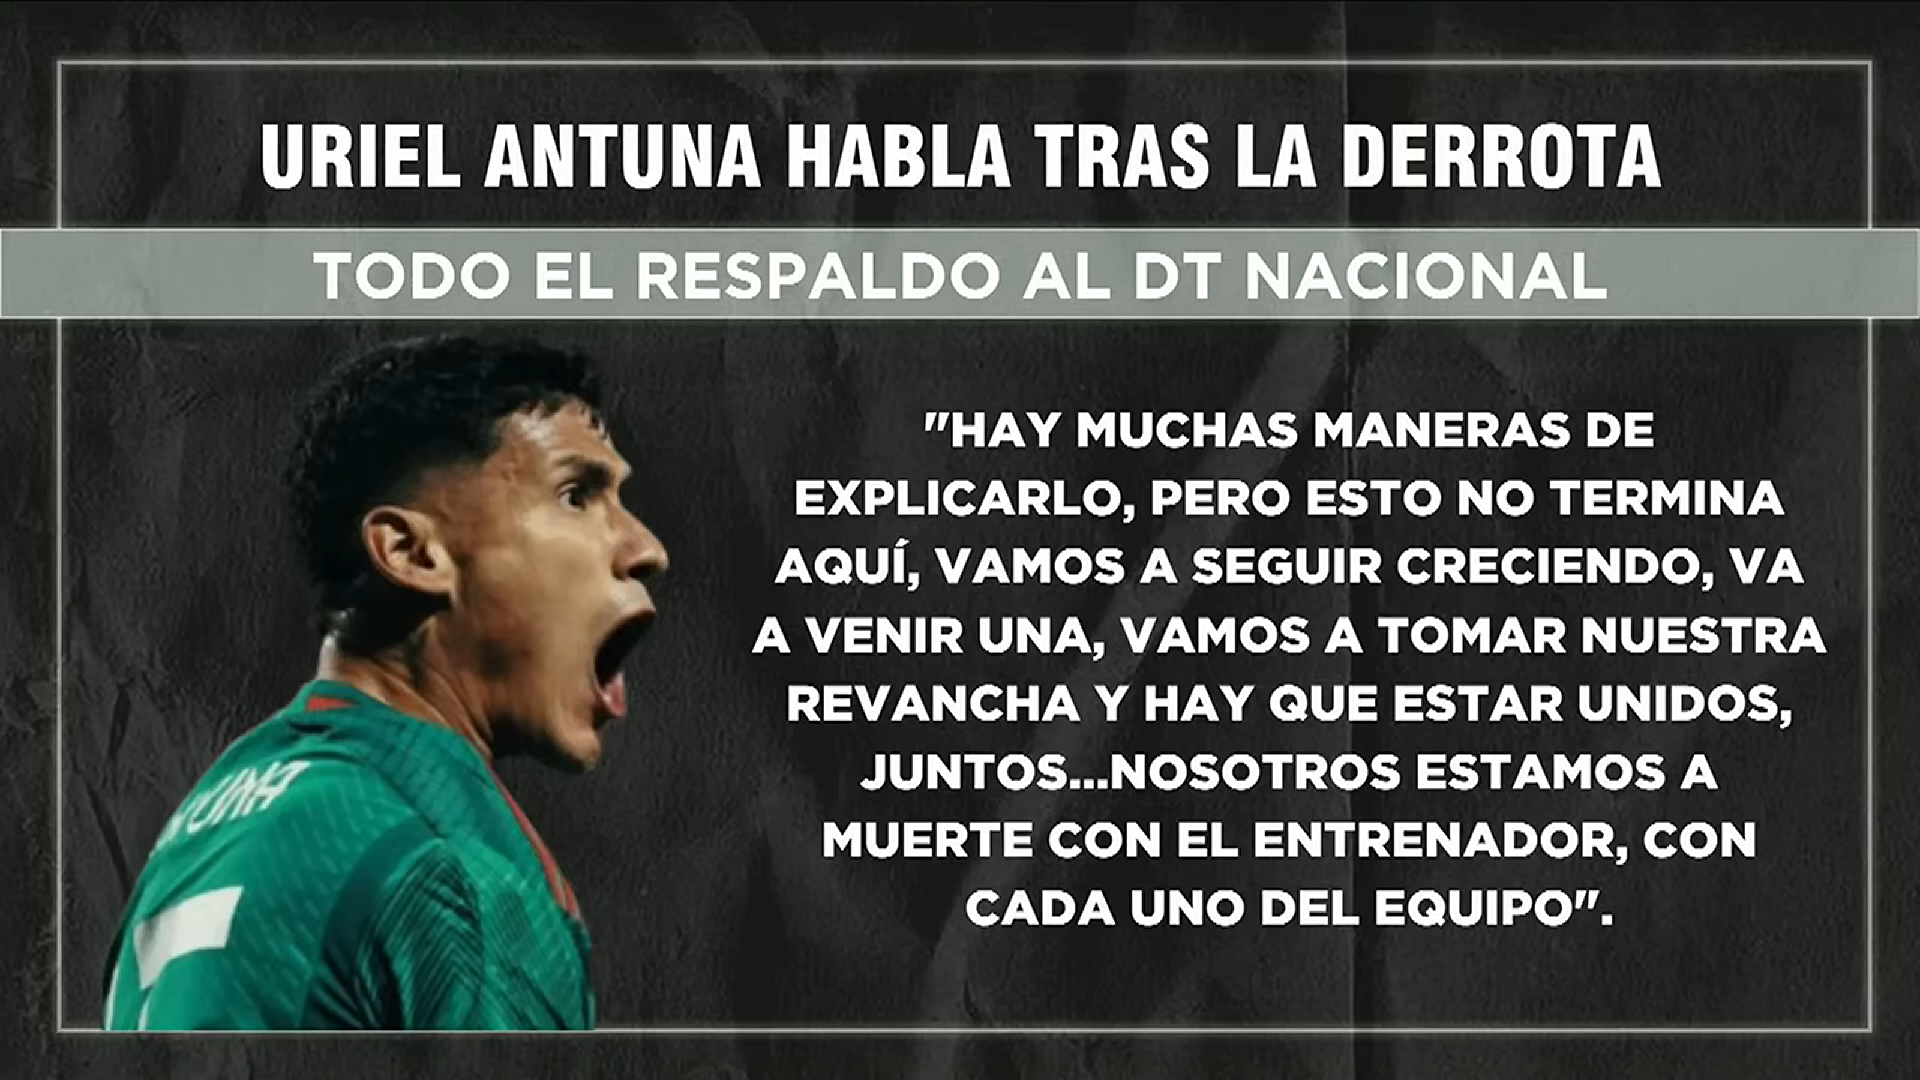 URIEL ANTUNA HABLA TRAS LA DERROTA
TODO EL RESPALDO AL DT NACIONAL
"HAY MUCHAS MANERAS DE
EXPLICARLO, PERO ESTO NO TERMINA
AQUÍ, VAMOS A SEGUIR CRECIENDO, VA
A VENIR UNA, VAMOS A TOMAR NUESTRA
REVANCHA Y HAY QUE ESTAR UNIDOS,
JUNTOS...NOSOTROS ESTAMOS A
MUERTE CON EL ENTRENADOR, CON
CADA UNO DEL EQUIPO".